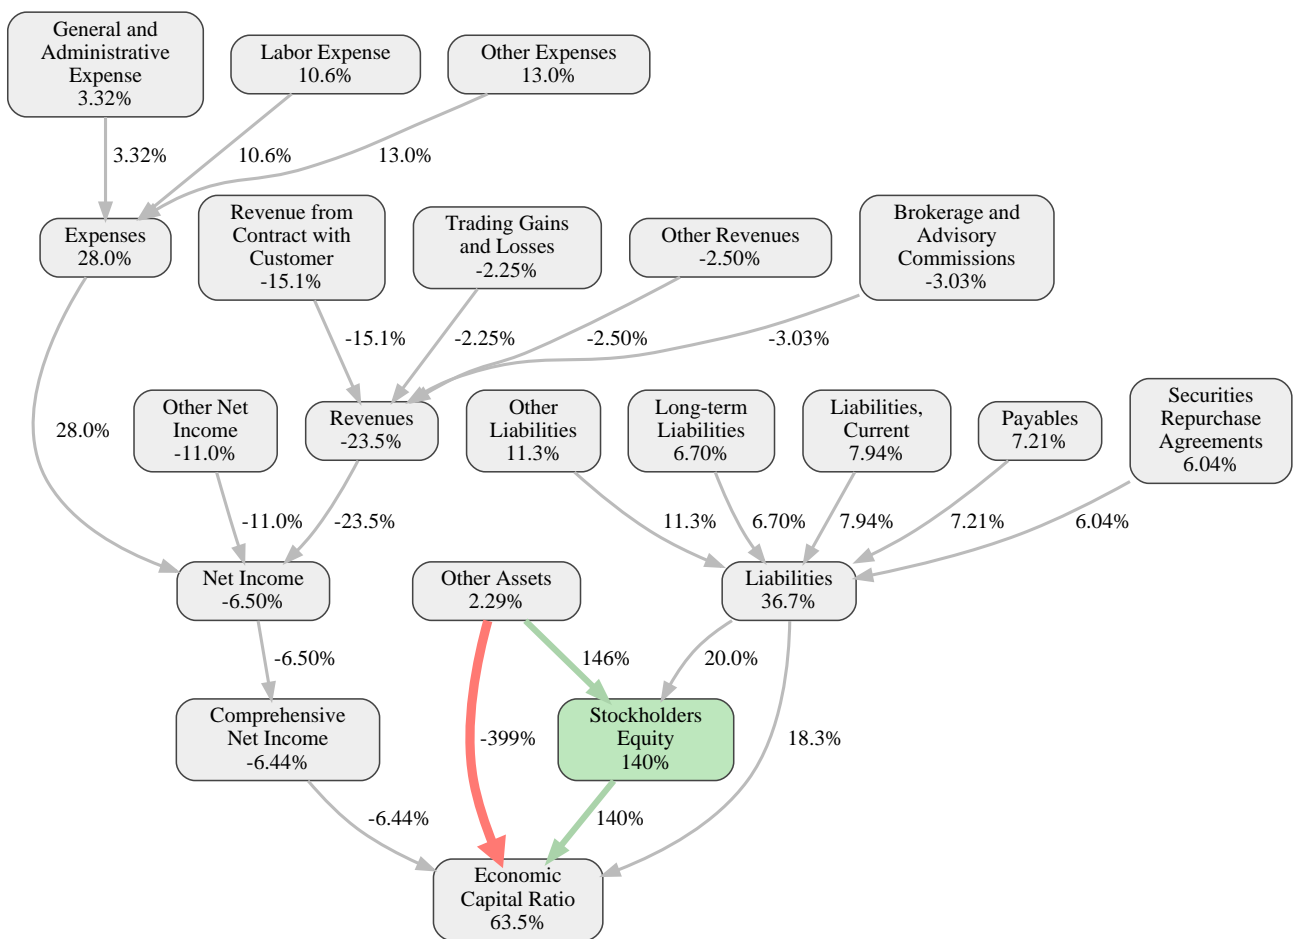 General and
Administrative
Expense
3.32%
Labor Expense
10.6%
Other Expenses
13.0%
3.32%
10.6%
13.0%
Expenses
28.0%
Revenue from
Contract with
Customer
-15.1%
Trading Gains
and Losses
-2.25%
Other Revenues
-2.50%
Brokerage and
Advisory
Commissions
-3.03%
-15.1%
-2.25%
-2.50%
-3.03%
28.0%
Other Net
Income
-11.0%
Revenues
-23.5%
Other
Liabilities
11.3%
Long-term
Liabilities
6.70%
Liabilities,
Current
7.94%
Payables
7.21%
Securities
Repurchase
Agreements
6.04%
-11.0%
-23.5%
11.3%
6.70%
7.94%
7.21%
6.04%
Net Income
-6.50%
Other Assets
2.29%
Liabilities
36.7%
-6.50%
146%
20.0%
Comprehensive
Net Income
-6.44%
-399%
Stockholders
Equity
140%
18.3%
-6.44%
140%
Economic
Capital Ratio
63.5%